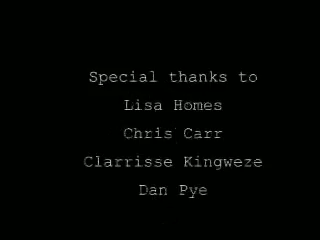 Special thanks to
Lisa Homes
Chris Carr
Clarrisse Kingweze
Dan Pye